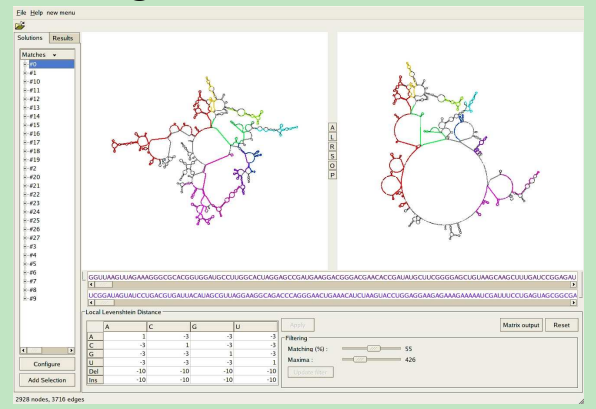 File Help new menu
Solutions Results
Matches
#0
#1
#10
#11
#12
#13
#14
#15
#16
#17
#18
#19
#2
#20
#21
#22
#23
#24
#25
#26
#27
#3
#4
#5
#6
#7
#8
#9
Configure
Add Selection
A
L
R
S
O
P
GGUUAAGUUAGAAAGGGCGCACGGUGGAUGCCUUGGCACUAGGAGCCGAUGAAGGACGGGACGAACACCGAUAUGCUUCGGGGAGCUGUAAGCAAGCUUUGAUCCGGAGAU
UCGGAUAGUAUCCUGACGUGAUUACAUAGCGUUAGGAAGGCAGACCCAGGGAACUGAAACAUCUAAGUACCUGGAGGAAGAGAAAGAAAAAUCGAUUUCCUGAGUAGCGGCGA
Local Levenshtein Distance
A C G U
A 1 -3 -3 -3
C -3 1 -3 -3
G -3 -3 1 -3
U -3 -3 -3 1
Del -10 -10 -10 -10
Ins -10 -10 -10 -10
Apply
Matrix output Reset
Filtering
Matching (%) : 55
Maxima : 426
2928 nodes, 3716 edges